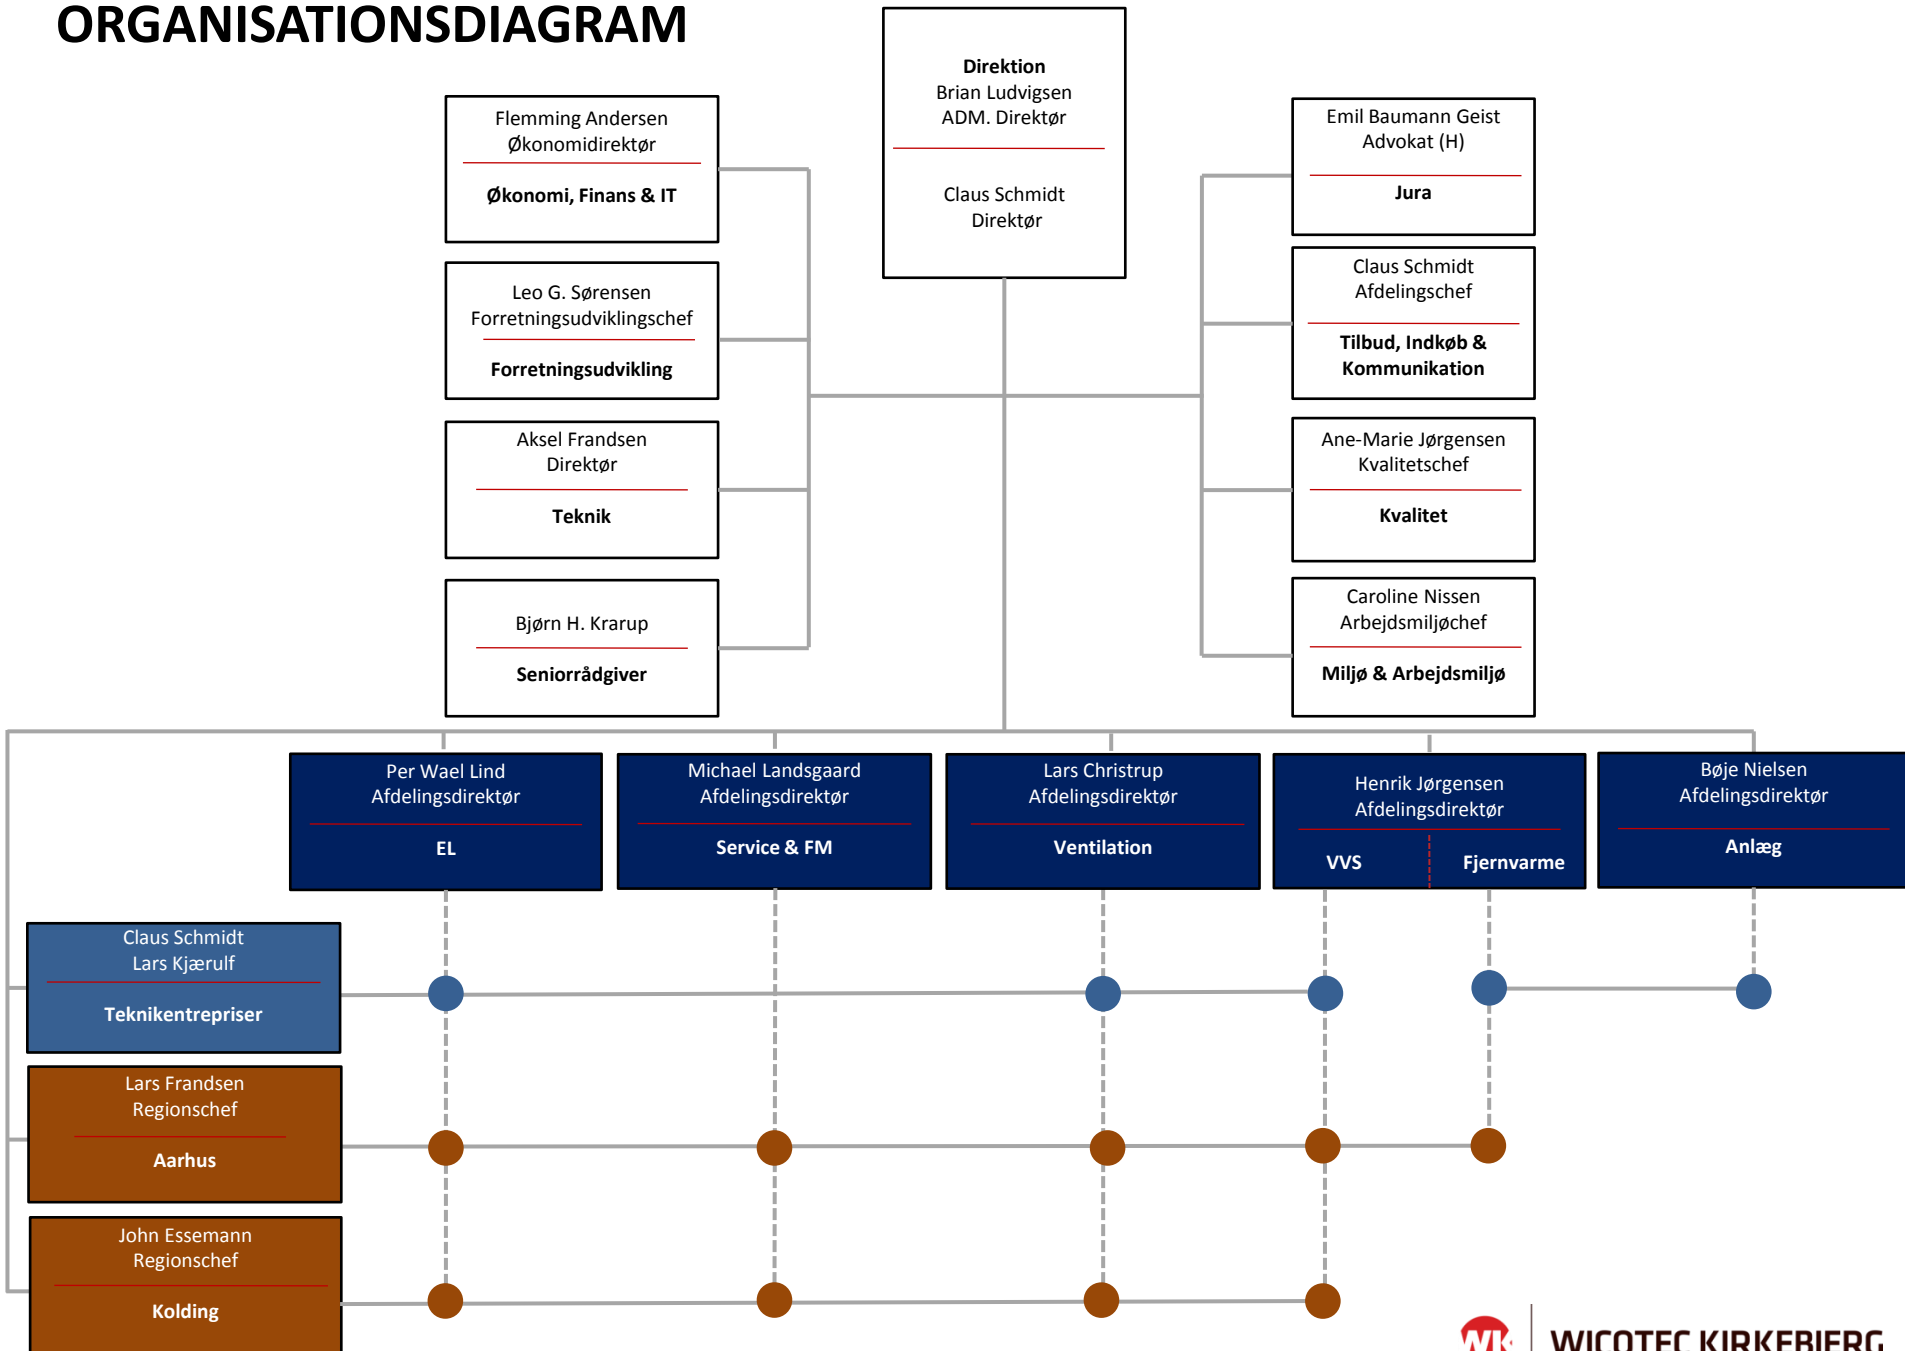 ORGANISATIONSDIAGRAM
Direktion
Brian Ludvigsen
ADM. Direktør
Claus Schmidt
Direktør
Flemming Andersen
Økonomidirektør
Økonomi, Finans & IT
Leo G. Sørensen
Forretningsudviklingschef
Forretningsudvikling
Aksel Frandsen
Direktør
Teknik
Bjørn H. Krarup
Seniorrådgiver
Emil Baumann Geist
Advokat (H)
Jura
Claus Schmidt
Afdelingschef
Tilbud, Indkøb &
Kommunikation
Ane-Marie Jørgensen
Kvalitetschef
Kvalitet
Caroline Nissen
Arbejdsmiljøchef
Miljø & Arbejdsmiljø
Per Wael Lind
Afdelingsdirektør
EL
Michael Landsgaard
Afdelingsdirektør
Service & FM
Lars Christrup
Afdelingsdirektør
Ventilation
Henrik Jørgensen
Afdelingsdirektør
VVS
Fjernvarme
Bøje Nielsen
Afdelingsdirektør
Anlæg
Claus Schmidt
Lars Kjærulf
Teknikentrepriser
Lars Frandsen
Regionschef
Aarhus
John Essemann
Regionschef
Kolding
WK
WICOTEC KIRKEBJERG